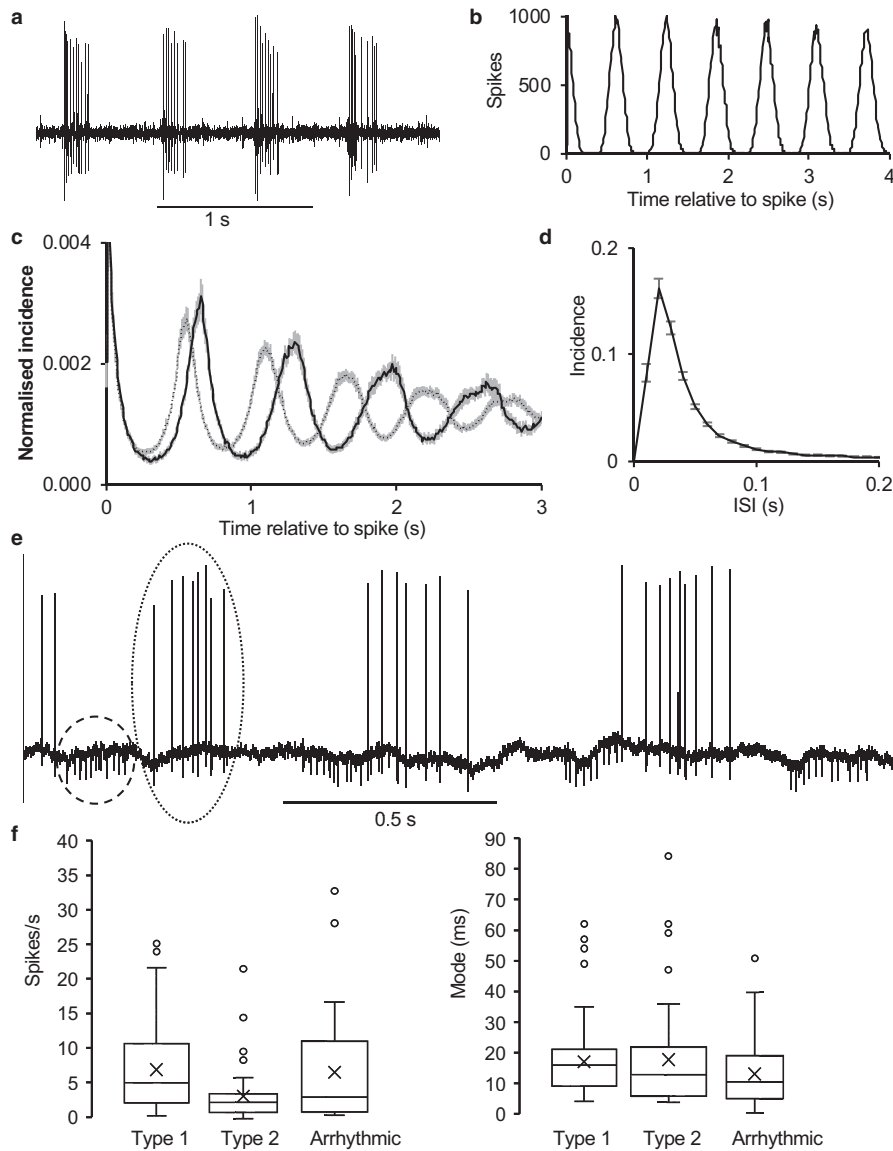 a
1 s
b
Spikes
1000
500
0
0 1 2 3 4
Time relative to spike (s)
c
Normalised incidence
0.004
0.002
0.000
0 1 2 3
Time relative to spike (s)
d
Incidence
0.2
0.1
0
0 0.1 0.2
ISI (s)
e
0.5 s
f
Spikes/s
40
35
30
25
20
15
10
5
0
Type 1 Type 2 Arrhythmic
Mode (ms)
90
80
70
60
50
40
30
20
10
0
Type 1 Type 2 Arrhythmic